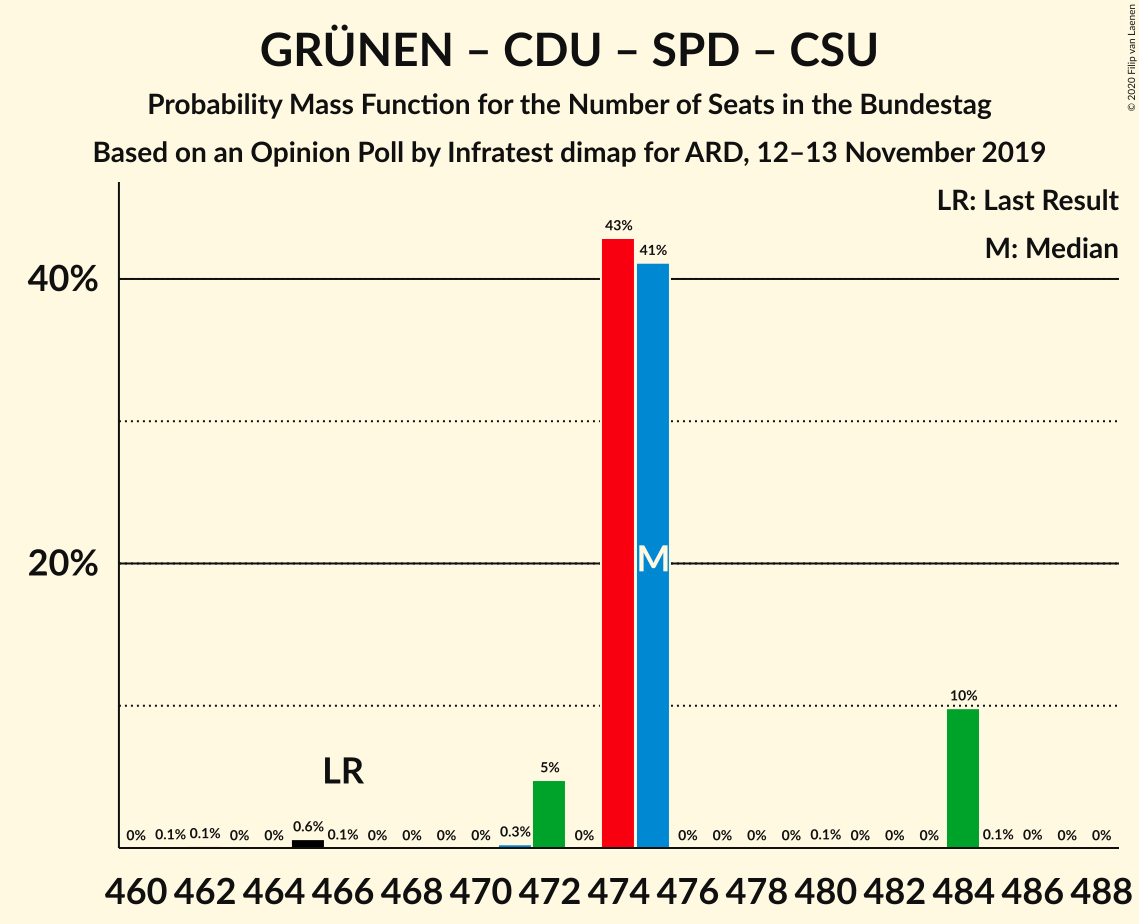 GRÜNEN – CDU – SPD – CSU
Probability Mass Function for the Number of Seats in the Bundestag
Based on an Opinion Poll by Infratest dimap for ARD, 12–13 November 2019
© 2020 Filip van Laenen
LR: Last Result
M: Median
40%
20%
0% 0.1% 0.1% 0% 0% 0.6% 0.1% 0% 0% 0% 0% 0.3% 5% 0% 43% 41% 0% 0% 0% 0% 0.1% 0% 0% 0% 10% 0.1% 0% 0% 0%
LR
M
460 462 464 466 468 470 472 474 476 478 480 482 484 486 488